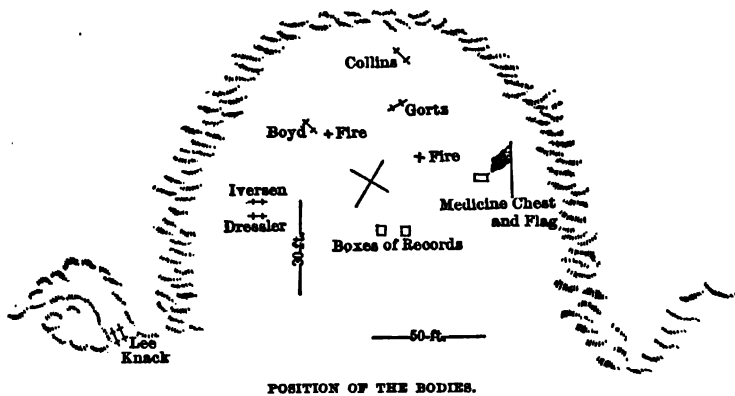 Collins
Gortz
Boyd
Fire
Fire
Iversen
Dressler
Medicine Chest
and Flag
Boxes of Records
30-ft.
50-ft.
Lee
Knack
POSITION OF THE BODIES.